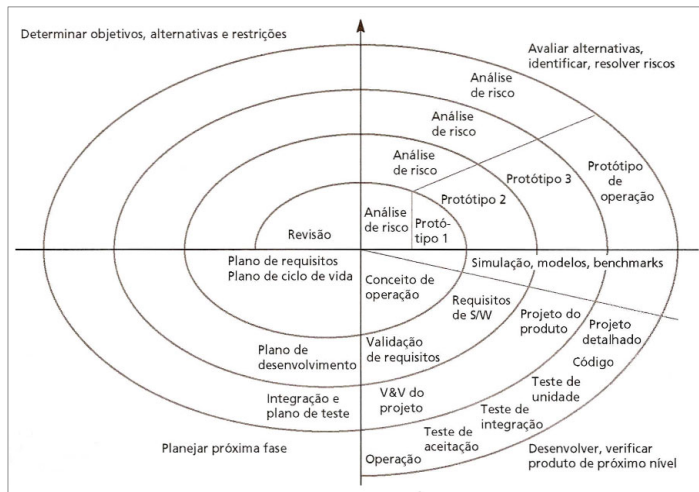 Determinar objetivos, alternativas e restrições
Avaliar alternativas,
identificar, resolver riscos
Análise
de risco
Análise
de risco
Análise
de risco
Protótipo 3
Protótipo
de
operação
Protótipo 2
Análise
de risco
Protó-
tipo 1
Revisão
Plano de requisitos
Plano de ciclo de vida
Simulação, modelos, benchmarks
Conceito de
operação
Requisitos
de S/W
Projeto do
produto
Projeto
detalhado
Plano de
desenvolvimento
Validação
de requisitos
Código
Integração e
plano de teste
V&V do
projeto
Teste de
unidade
Teste de
integração
Teste de
aceitação
Operação
Planejar próxima fase
Desenvolver, verificar
produto de próximo nível